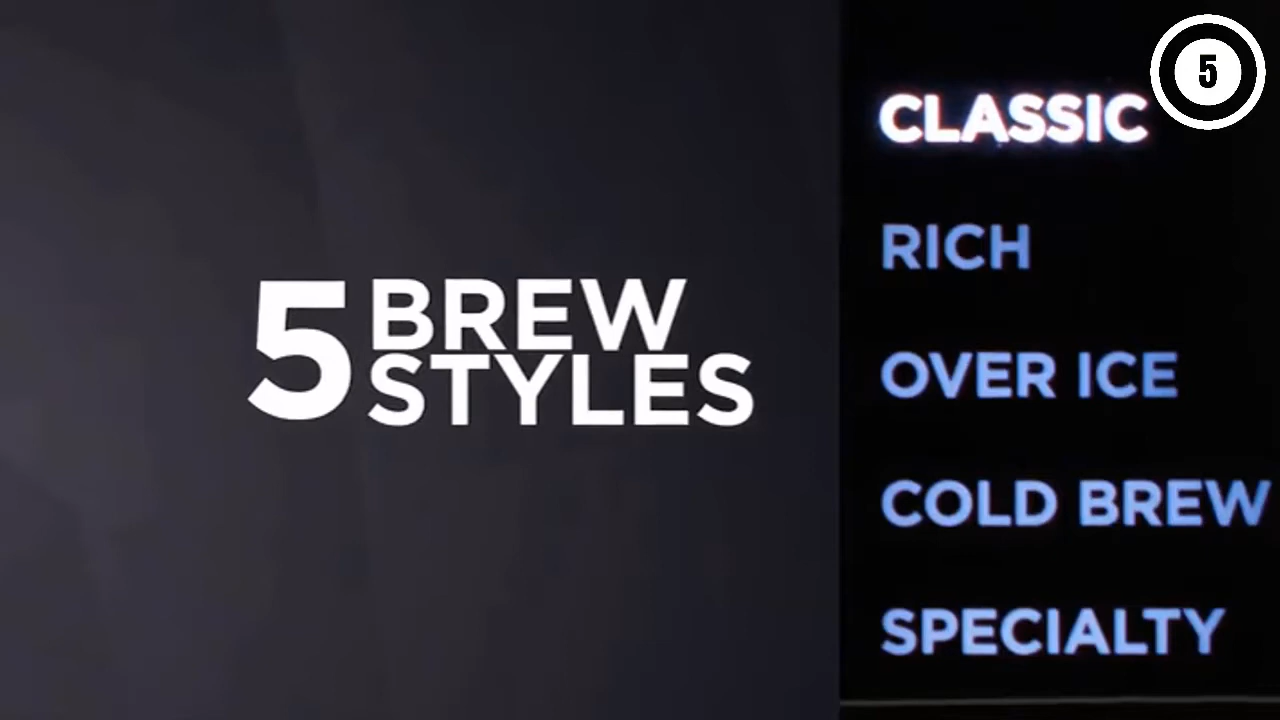 5 BREW
STYLES
CLASSIC
RICH
OVER ICE
COLD BREW
SPECIALTY
5